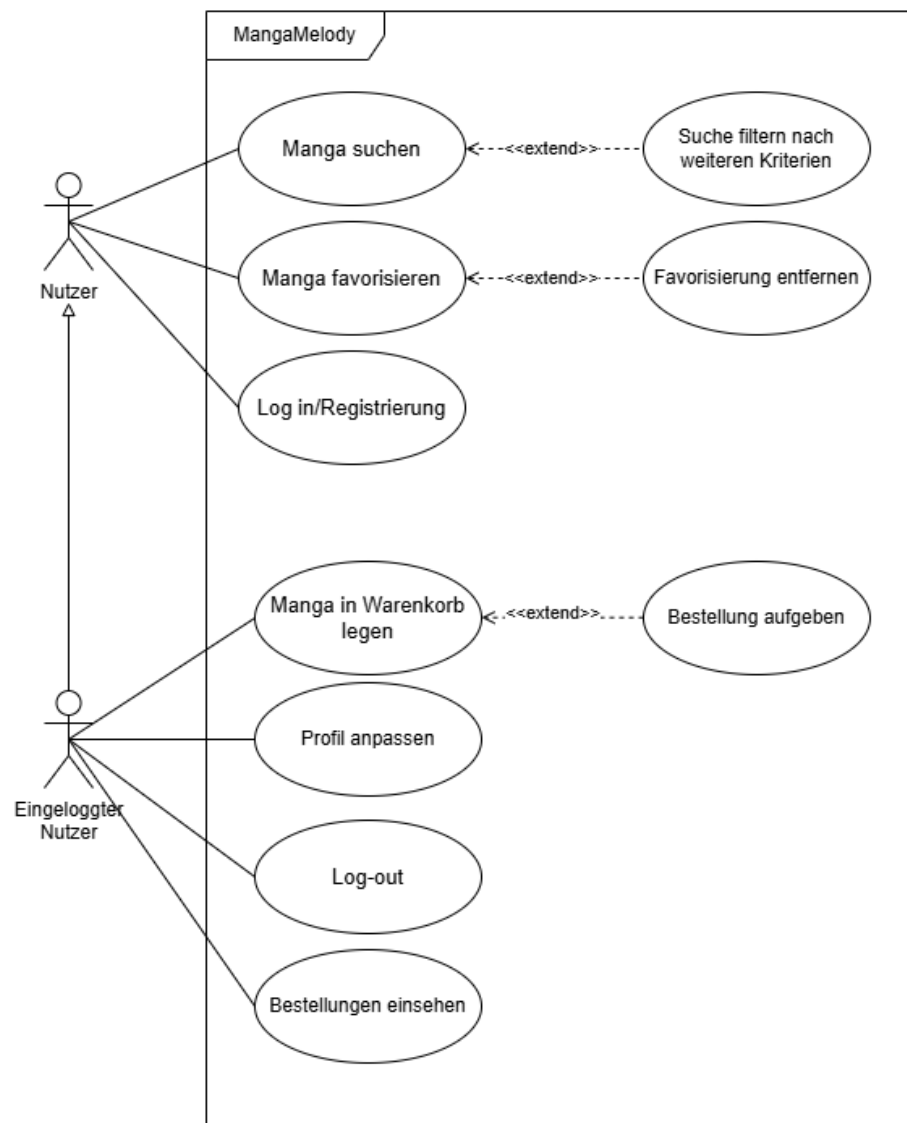 MangaMelody
Manga suchen
<<extend>>
Suche filtern nach
weiteren Kriterien
Nutzer
Manga favorisieren
<<extend>>
Favorisierung entfernen
Log in/Registrierung
Manga in Warenkorb
legen
<<extend>>
Bestellung aufgeben
Profil anpassen
Eingeloggter
Nutzer
Log-out
Bestellungen einsehen